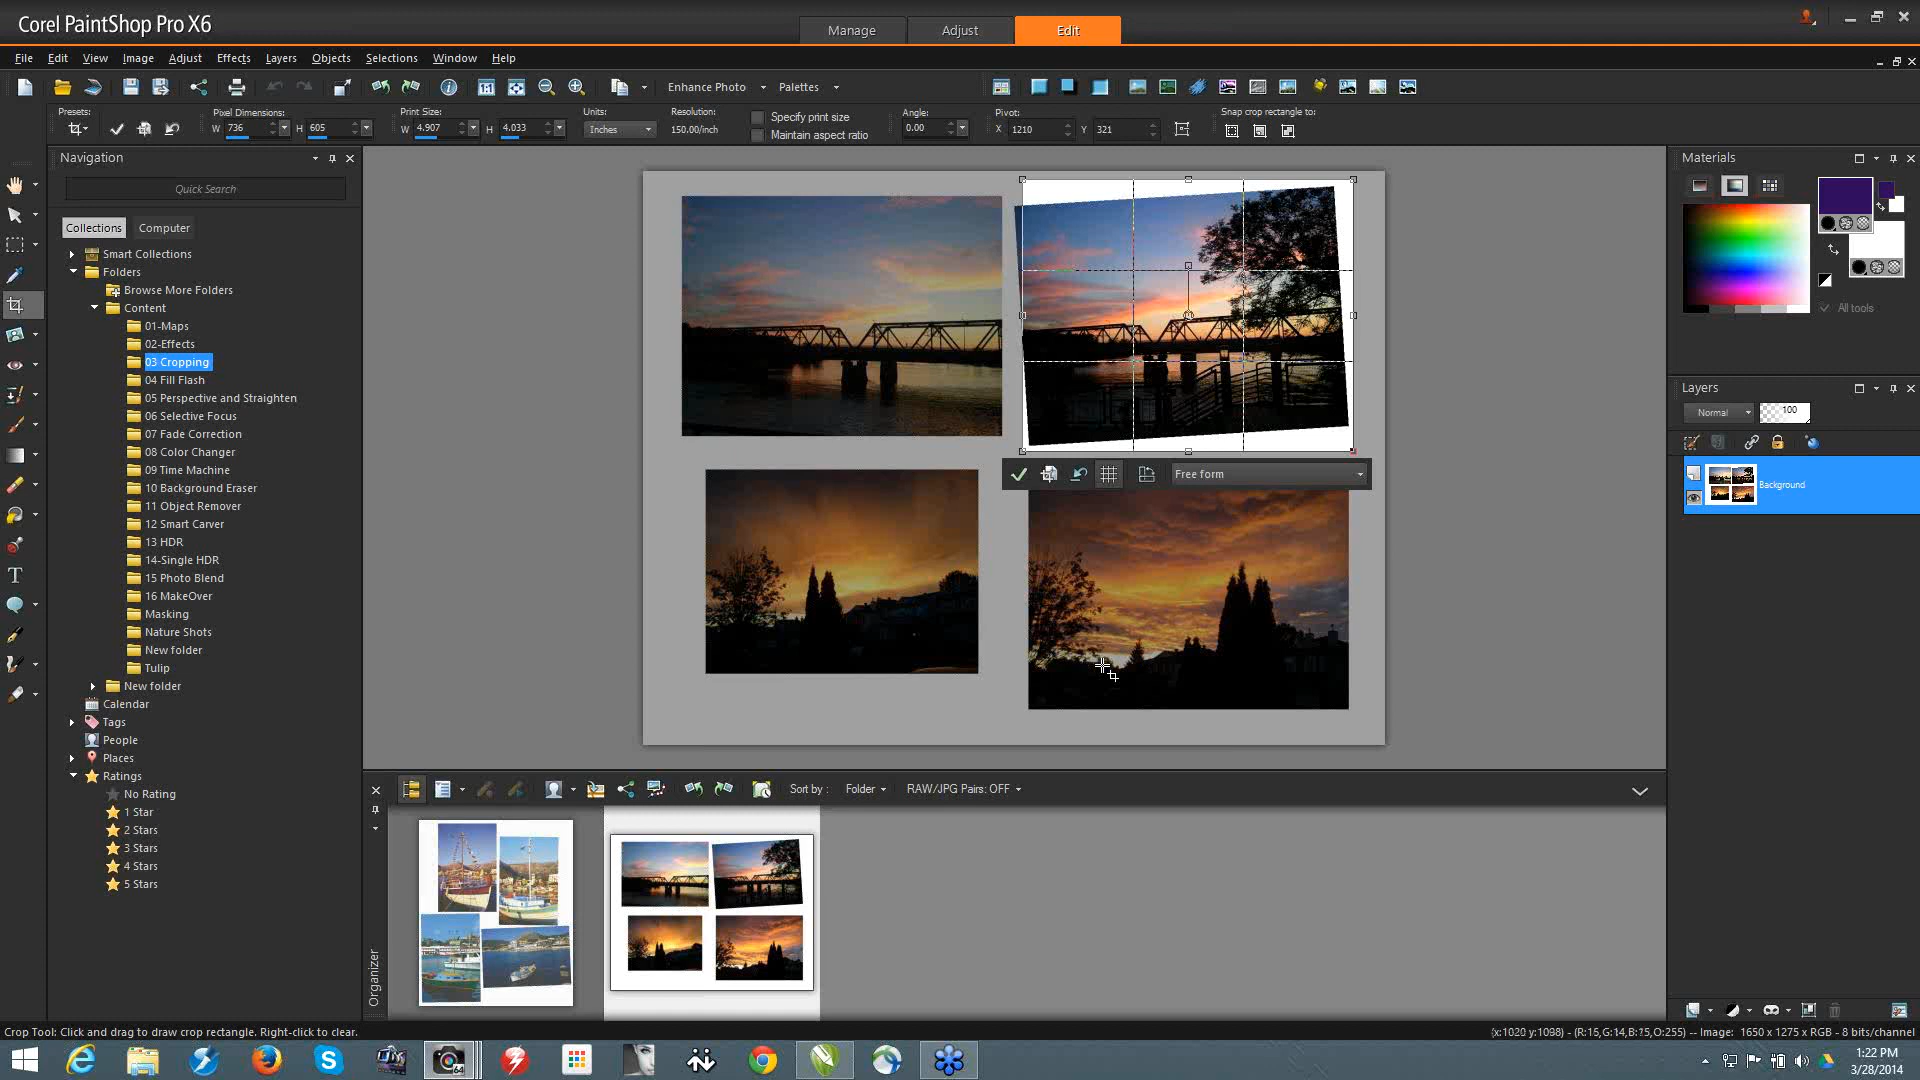 Corel PaintShop Pro X6
Manage
Adjust
Edit
File Edit View Image Adjust Effects Layers Objects Selections Window Help
Enhance Photo
Palettes
Presets:
Pixel Dimensions:
W 736
H 605
Print Size:
W 4.907
H 4.033
Units:
Inches
Resolution:
150.00/inch
Specify print size
Maintain aspect ratio
Angle:
0.00
Pivot:
X 1210
Y 321
Snap crop rectangle to:
Navigation
Quick Search
Collections
Computer
Smart Collections
Folders
Browse More Folders
Content
01-Maps
02-Effects
03 Cropping
04 Fill Flash
05 Perspective and Straighten
06 Selective Focus
07 Fade Correction
08 Color Changer
09 Time Machine
10 Background Eraser
11 Object Remover
12 Smart Carver
13 HDR
14-Single HDR
15 Photo Blend
16 MakeOver
Masking
Nature Shots
New folder
Tulip
New folder
Calendar
Tags
People
Places
Ratings
No Rating
1 Star
2 Stars
3 Stars
4 Stars
5 Stars
Free form
Materials
All tools
Layers
Normal
100
Background
Sort by :
Folder
RAW/JPG Pairs: OFF
Organizer
Crop Tool: Click and drag to draw crop rectangle. Right-click to clear.
(x:1020 y:1098) - (R:15,G:14,B:15,O:255) -- Image: 1650 x 1275 x RGB - 8 bits/channel
64
1:22 PM
3/28/2014